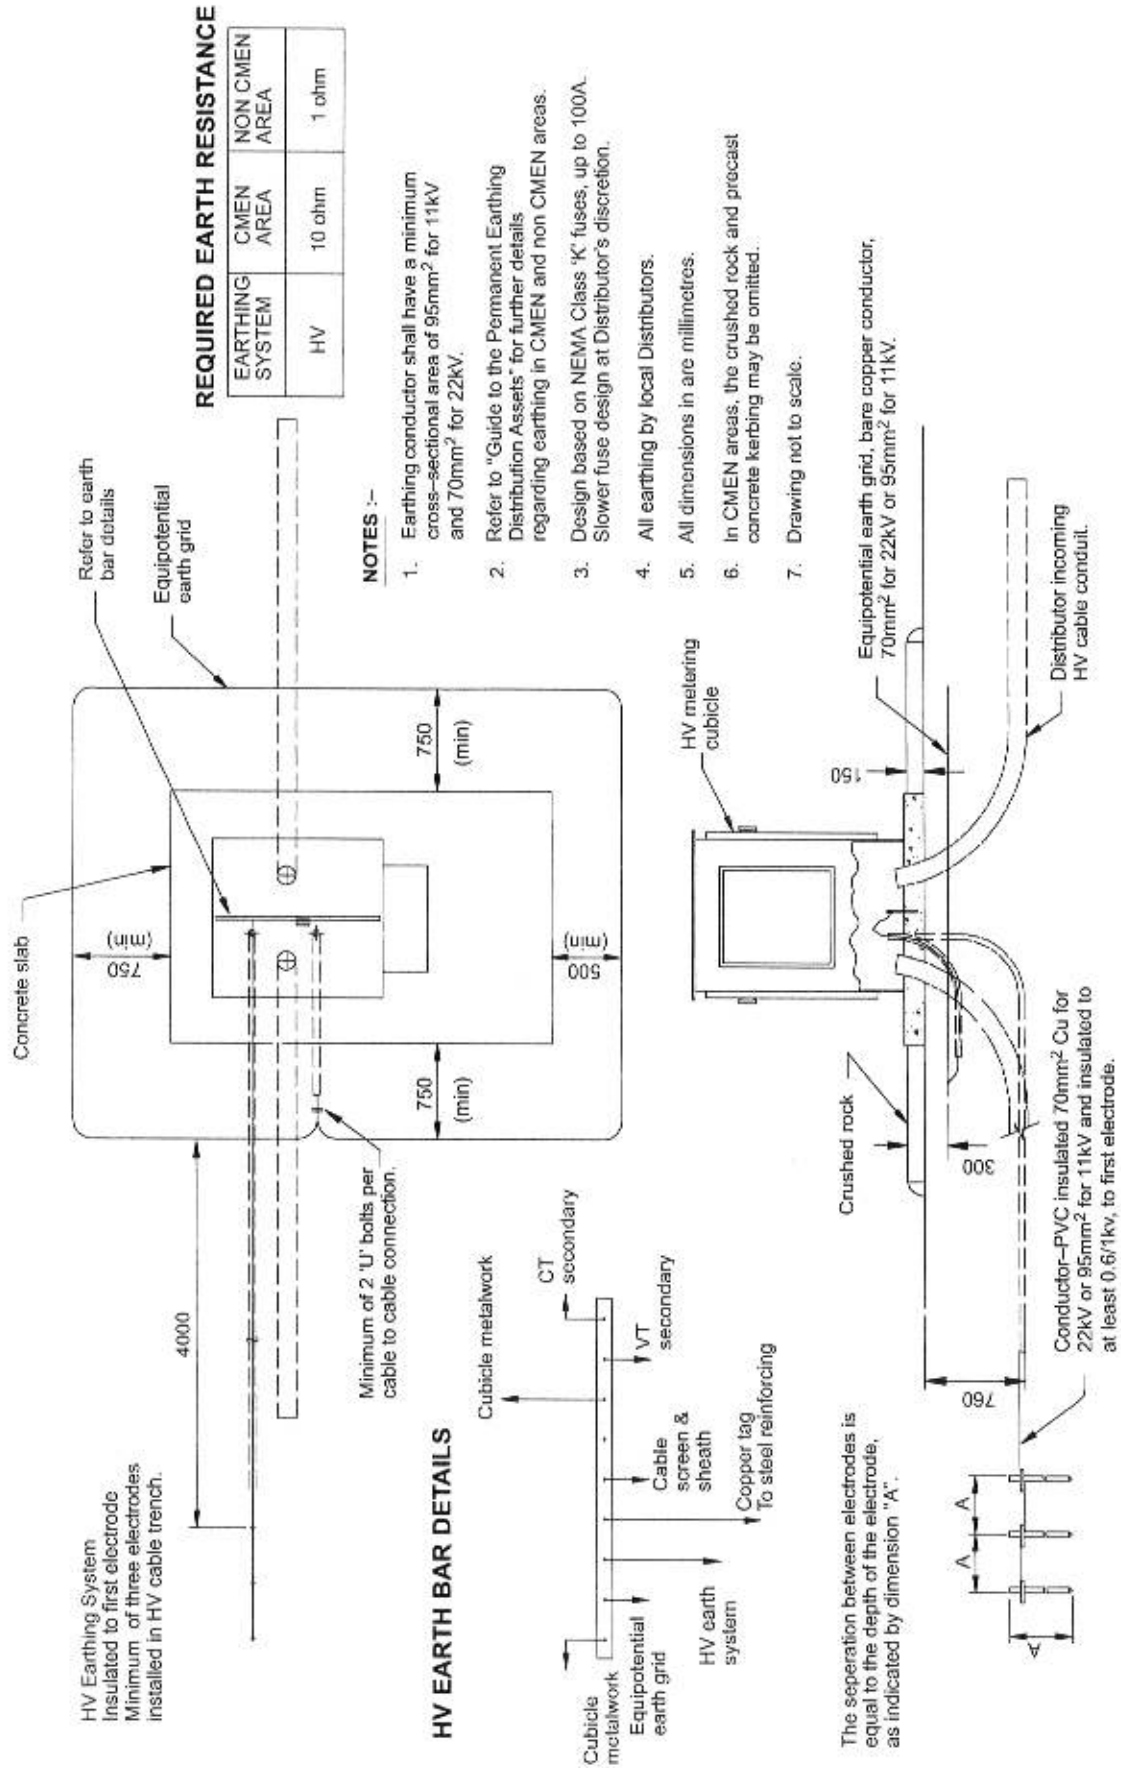 HV Earthing System
Insulated to first electrode
Minimum of three electrodes
installed in HV cable trench.
4000
Concrete slab
Refer to earth
bar details
Equipotential
earth grid
750
(min)
750
(min)
750
(min)
500
(min)
Minimum of 2 'U' bolts per
cable to cable connection.
REQUIRED EARTH RESISTANCE
EARTHING
SYSTEM
CMEN
AREA
NON CMEN
AREA
HV
10 ohm
1 ohm
NOTES :–
1. Earthing conductor shall have a minimum
cross–sectional area of 95mm² for 11kV
and 70mm² for 22kV.
2. Refer to "Guide to the Permanent Earthing
Distribution Assets" for further details
regarding earthing in CMEN and non CMEN areas.
3. Design based on NEMA Class 'K' fuses, up to 100A.
Slower fuse design at Distributor's discretion.
4. All earthing by local Distributors.
5. All dimensions in are millimetres.
6. In CMEN areas, the crushed rock and precast
concrete kerbing may be omitted.
7. Drawing not to scale.
HV EARTH BAR DETAILS
Cubicle metalwork
CT
secondary
VT
secondary
Cable
screen &
sheath
Copper tag
To steel reinforcing
HV earth
system
Equipotential
earth grid
Cubicle
metalwork
HV metering
cubicle
Equipotential earth grid, bare copper conductor,
70mm² for 22kV or 95mm² for 11kV.
150
Crushed rock
300
Distributor incoming
HV cable conduit.
760
Conductor–PVC insulated 70mm² Cu for
22kV or 95mm² for 11kV and insulated to
at least 0.6/1kv, to first electrode.
The seperation between electrodes is
equal to the depth of the electrode,
as indicated by dimension "A".
A
A
A